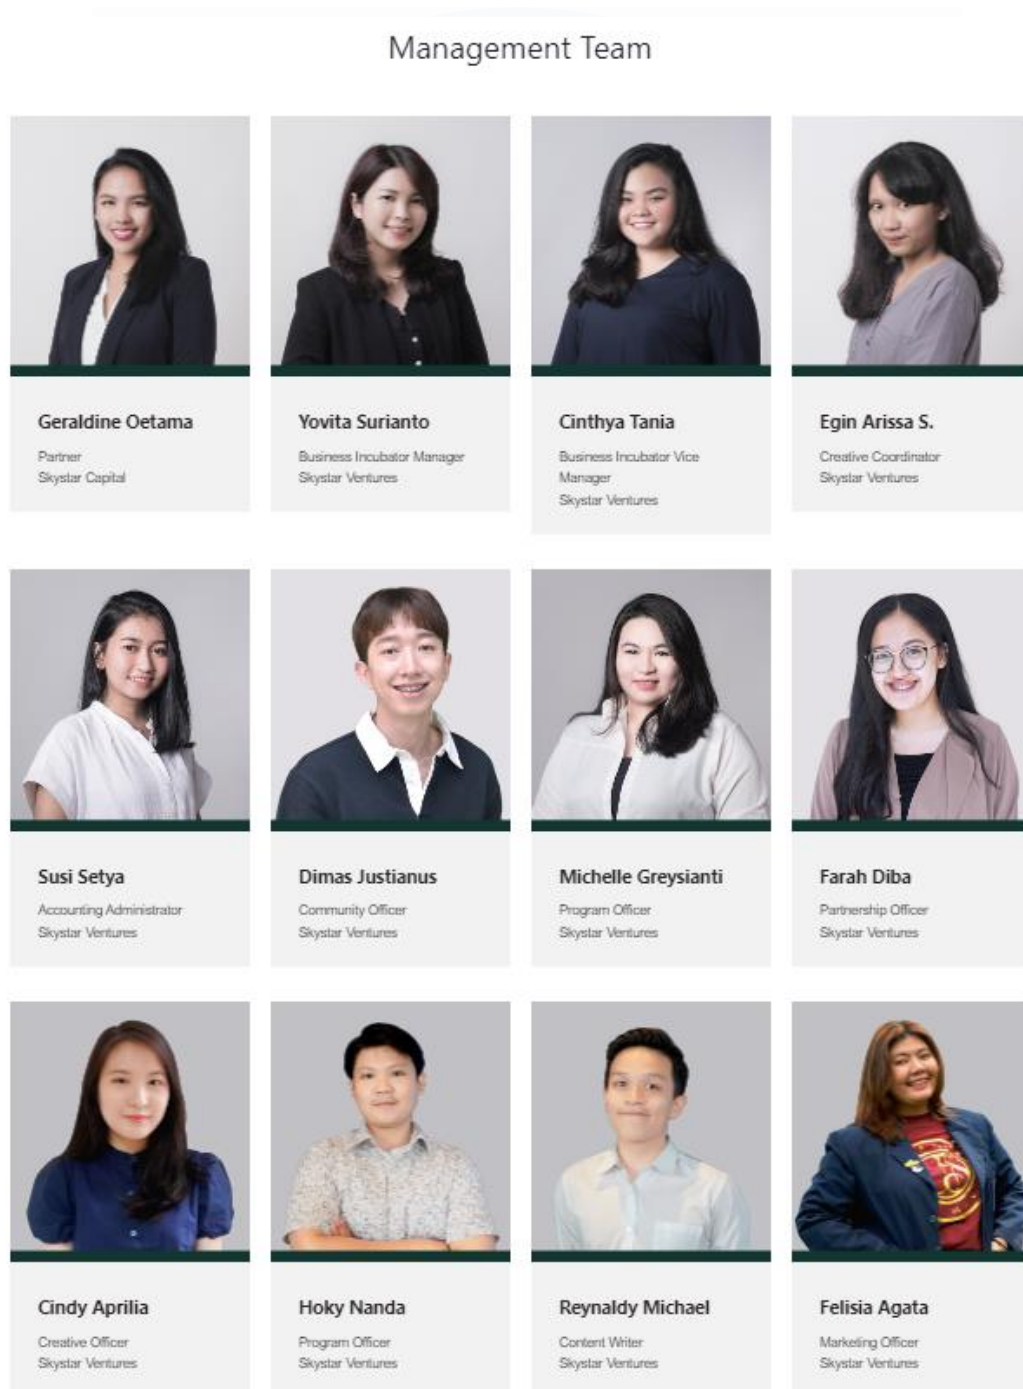 Management Team
Geraldine Oetama
Partner
Skystar Capital
Yovita Surianto
Business Incubator Manager
Skystar Ventures
Cinthya Tania
Business Incubator Vice
Manager
Skystar Ventures
Egin Arissa S.
Creative Coordinator
Skystar Ventures
Susi Setya
Accounting Administrator
Skystar Ventures
Dimas Justianus
Community Officer
Skystar Ventures
Michelle Greysianti
Program Officer
Skystar Ventures
Farah Diba
Partnership Officer
Skystar Ventures
Cindy Aprilia
Creative Officer
Skystar Ventures
Hoky Nanda
Program Officer
Skystar Ventures
Reynaldy Michael
Content Writer
Skystar Ventures
Felisia Agata
Marketing Officer
Skystar Ventures